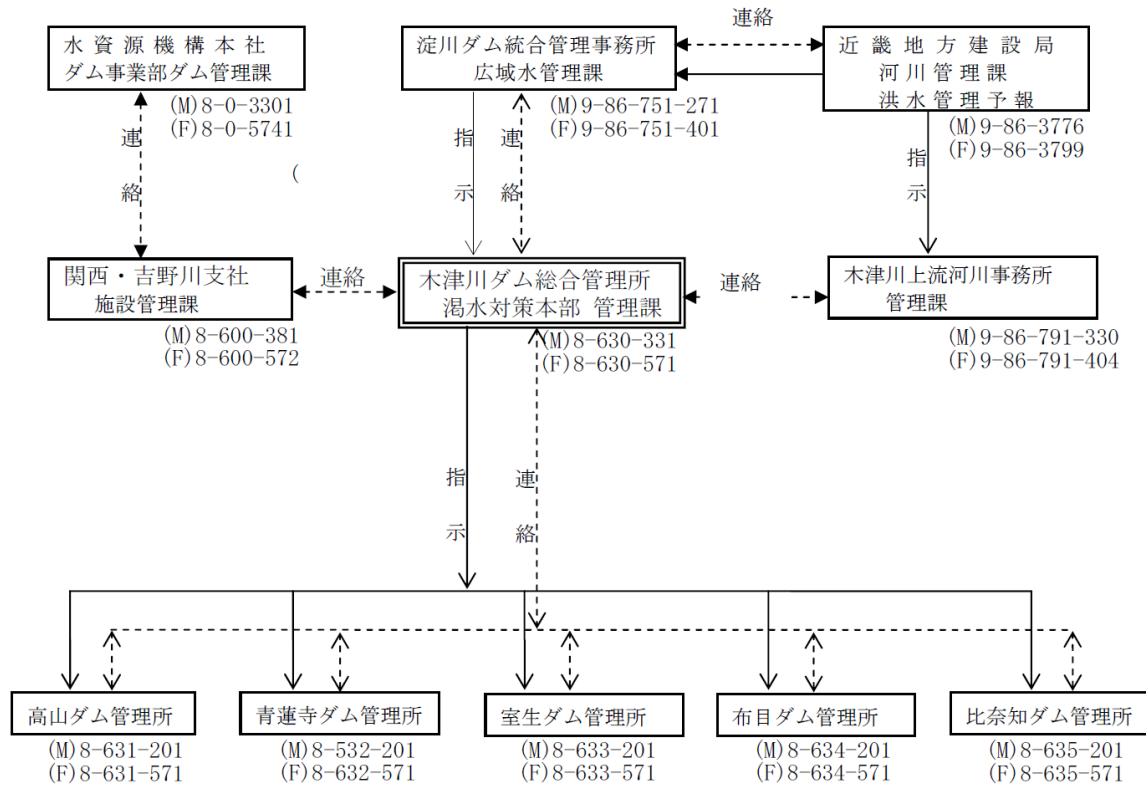 連絡
水資源機構本社
ダム事業部ダム管理課
(M)8-0-3301
(F)8-0-5741
淀川ダム統合管理事務所
広域水管理課
(M)9-86-751-271
(F)9-86-751-401
近畿地方建設局
河川管理課
洪水管理予報
(M)9-86-3776
(F)9-86-3799
連絡
指示
連絡
指示
(
関西・吉野川支社
施設管理課
(M)8-600-381
(F)8-600-572
連絡
木津川ダム総合管理所
渇水対策本部 管理課
(M)8-630-331
(F)8-630-571
連絡
木津川上流河川事務所
管理課
(M)9-86-791-330
(F)9-86-791-404
指示
連絡
高山ダム管理所
(M)8-631-201
(F)8-631-571
青蓮寺ダム管理所
(M)8-532-201
(F)8-632-571
室生ダム管理所
(M)8-633-201
(F)8-633-571
布目ダム管理所
(M)8-634-201
(F)8-634-571
比奈知ダム管理所
(M)8-635-201
(F)8-635-571